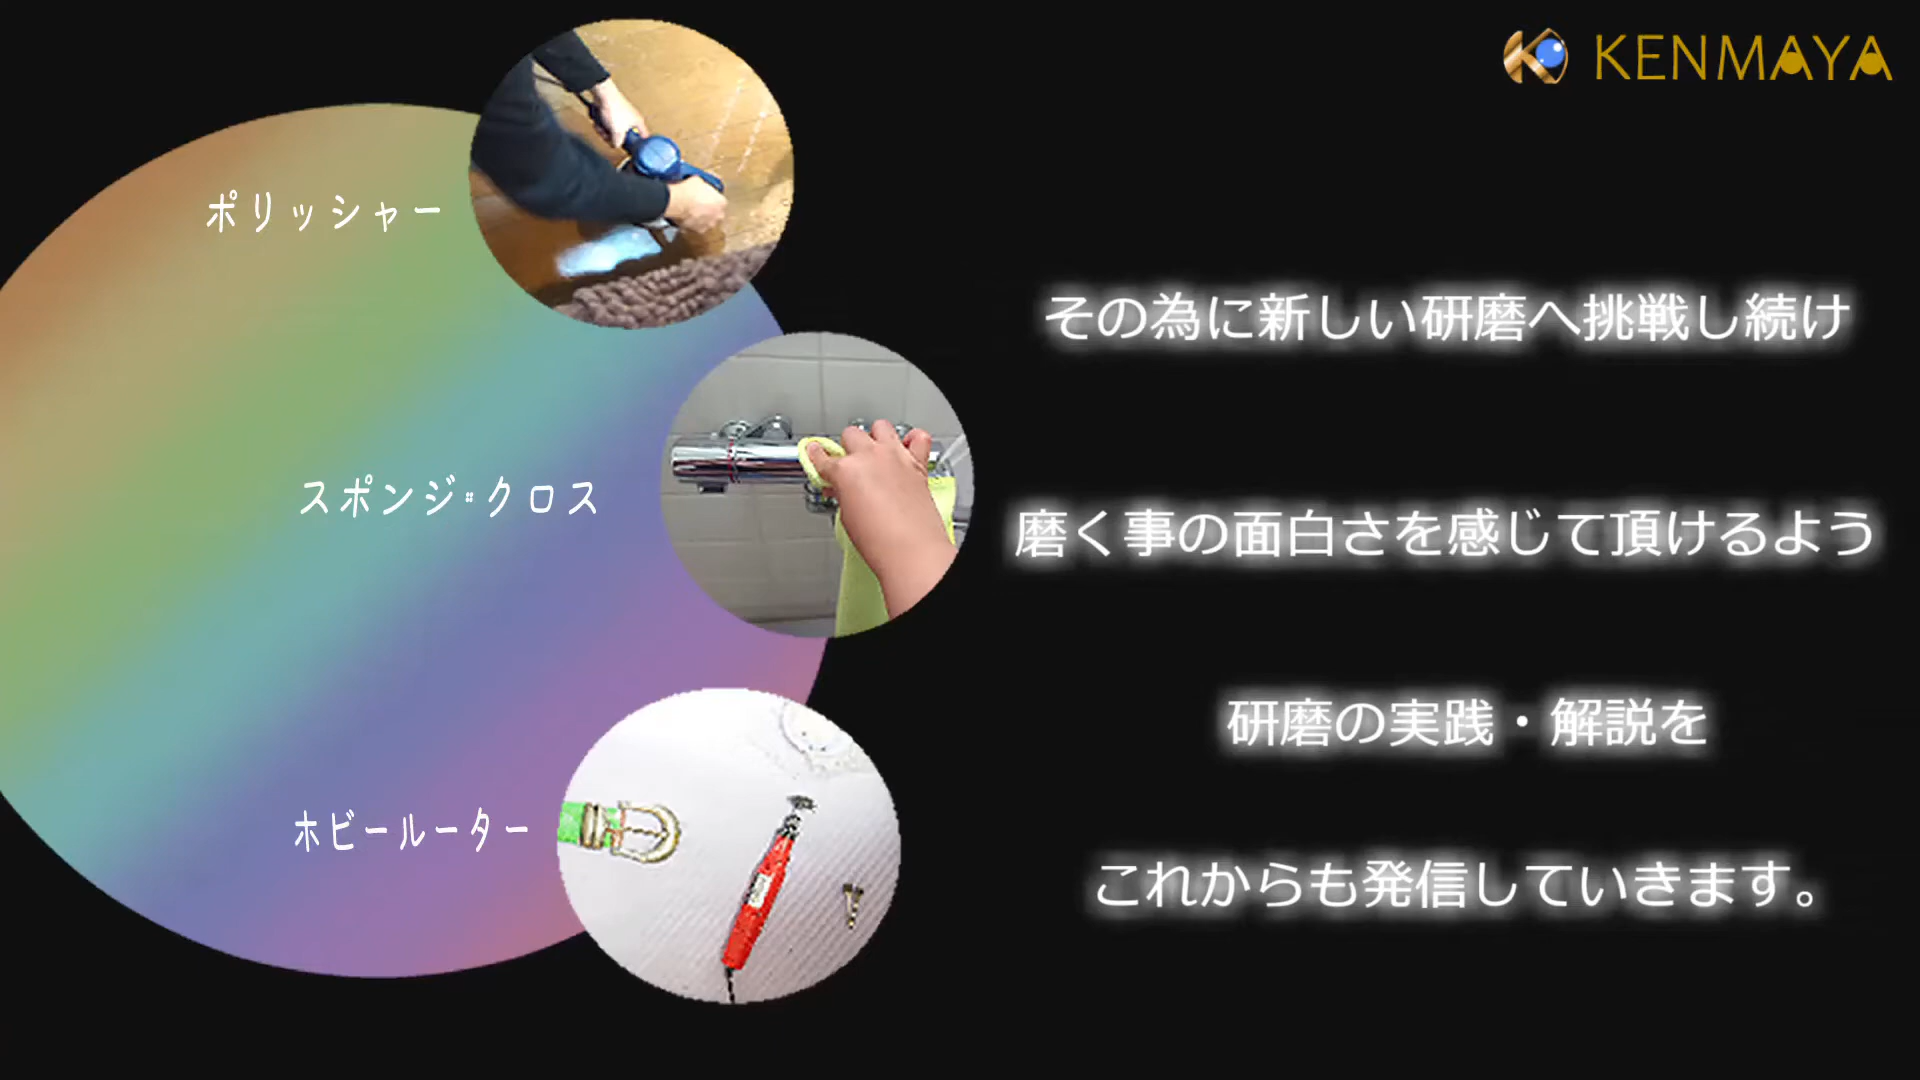 KENMAYA
ポリッシャー
スポンジ・クロス
ホビールーター
その為に新しい研磨へ挑戦し続け
磨く事の面白さを感じて頂けるよう
研磨の実践・解説を
これからも発信していきます。